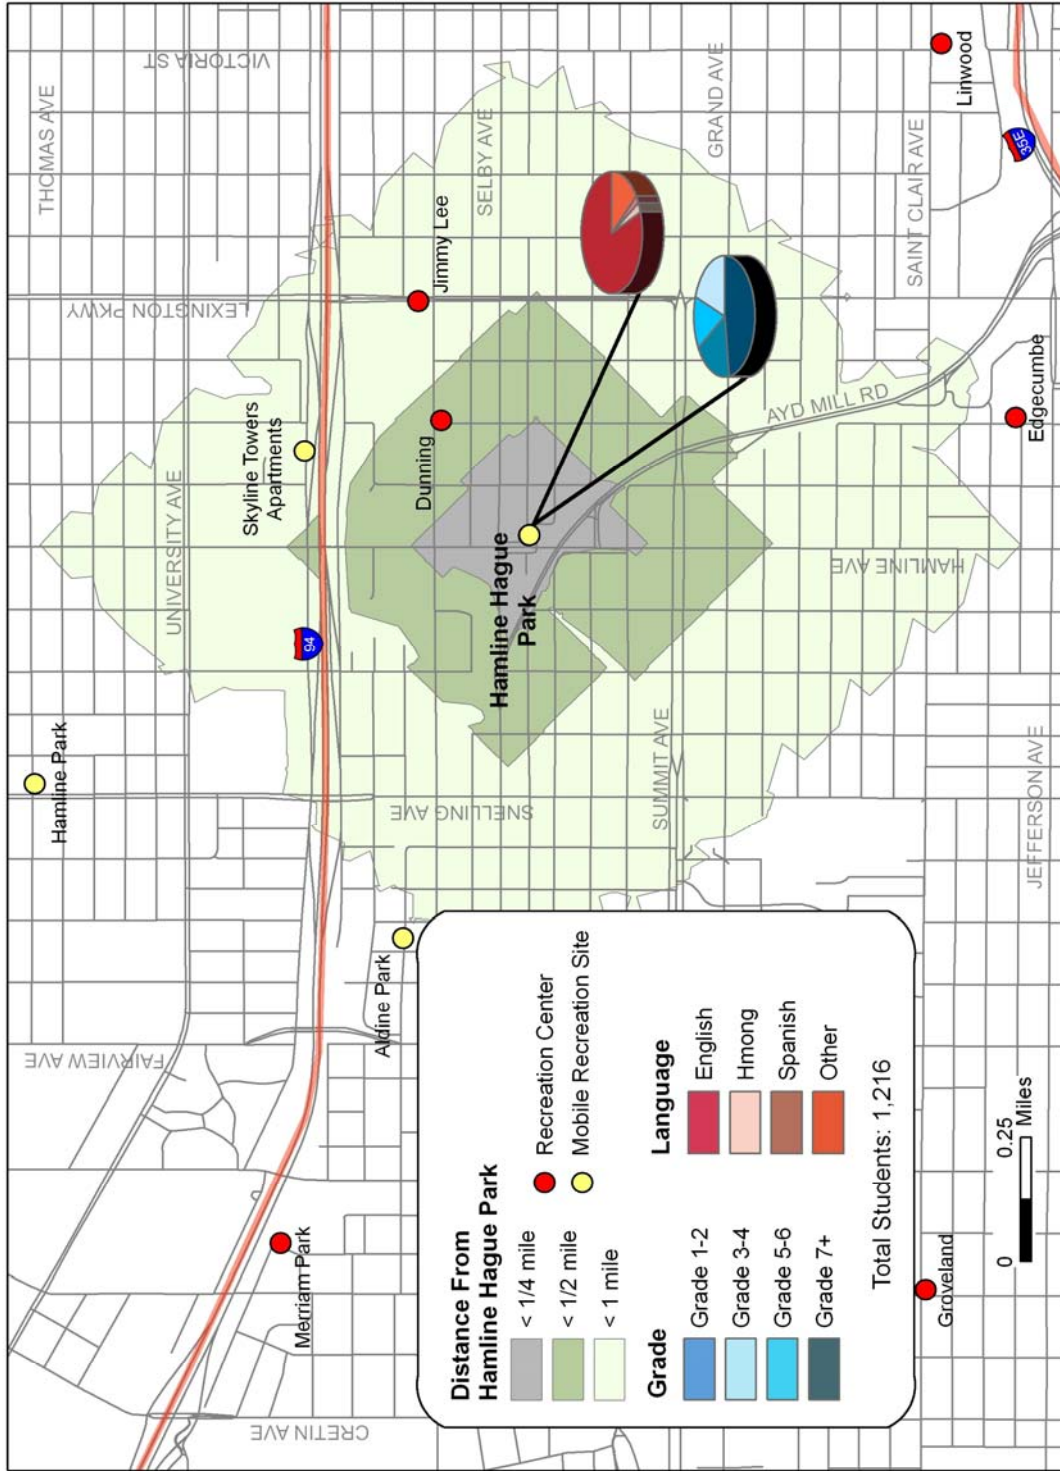 THOMAS AVE
VICTORIA ST
Hamline Park
UNIVERSITY AVE
Skyline Towers
Apartments
LEXINGTON PKWY
94
FAIRVIEW AVE
Merriam Park
Aldine Park
CRETIN AVE
Dunning
Jimmy Lee
SELBY AVE
SNELLING AVE
Hamline Hague
Park
SUMMIT AVE
GRAND AVE
AYD MILL RD
HAMLINE AVE
SAINT CLAIR AVE
Linwood
35E
Edgecumbe
JEFFERSON AVE
Groveland
Distance From
Hamline Hague Park
< 1/4 mile
< 1/2 mile
< 1 mile
Recreation Center
Mobile Recreation Site
Grade
Grade 1-2
Grade 3-4
Grade 5-6
Grade 7+
Language
English
Hmong
Spanish
Other
Total Students: 1,216
0 0.25
Miles